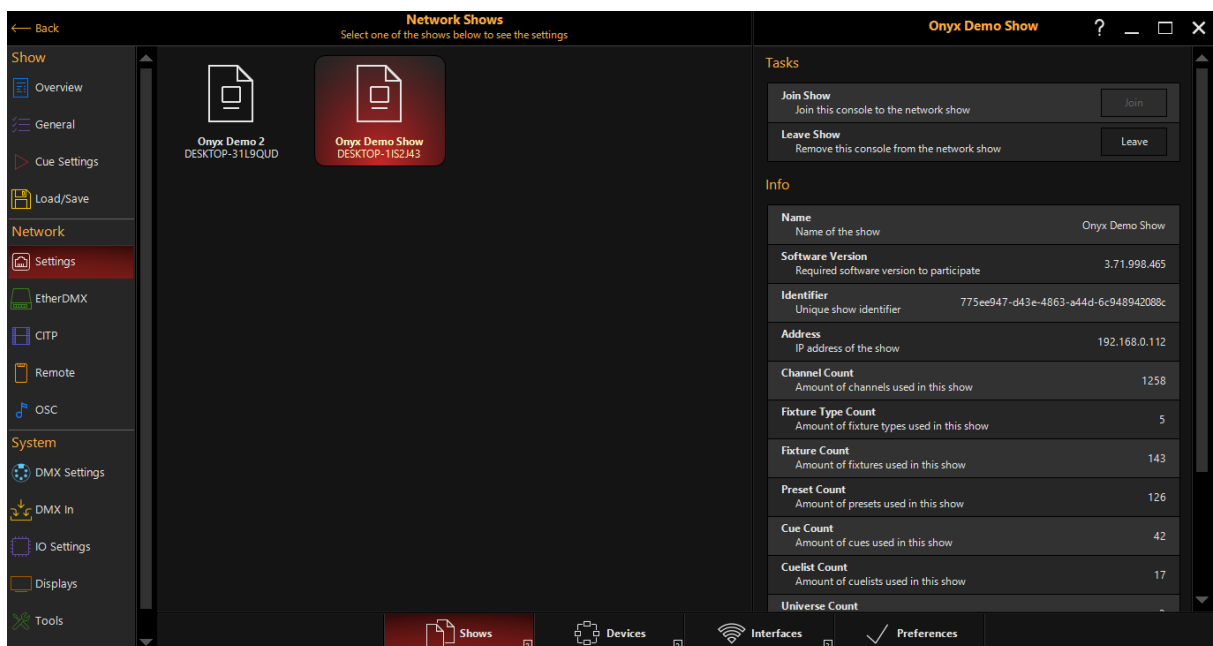 Back
Network Shows
Select one of the shows below to see the settings
Onyx Demo Show
?
Show
Overview
General
Cue Settings
Load/Save
Network
Settings
EtherDMX
CITP
Remote
OSC
System
DMX Settings
DMX In
IO Settings
Displays
Tools
Onyx Demo 2
DESKTOP-31L9QUD
Onyx Demo Show
DESKTOP-1IS2J43
Tasks
Join Show
Join this console to the network show
Join
Leave Show
Remove this console from the network show
Leave
Info
Name
Name of the show
Onyx Demo Show
Software Version
Required software version to participate
3.71.998.465
Identifier
Unique show identifier
775ee947-d43e-4863-a44d-6c948942088c
Address
IP address of the show
192.168.0.112
Channel Count
Amount of channels used in this show
1258
Fixture Type Count
Amount of fixture types used in this show
5
Fixture Count
Amount of fixtures used in this show
143
Preset Count
Amount of presets used in this show
126
Cue Count
Amount of cues used in this show
42
Cuelist Count
Amount of cuelists used in this show
17
Universe Count
Shows
Devices
Interfaces
Preferences